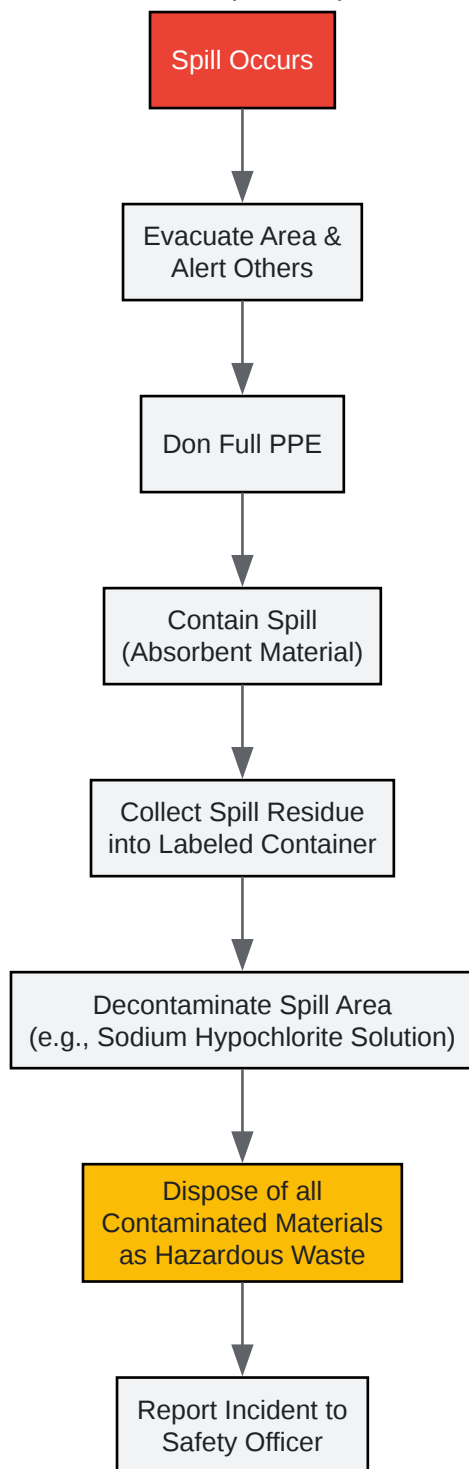 Spill Occurs
Evacuate Area &
Alert Others
Don Full PPE
Contain Spill
(Absorbent Material)
Collect Spill Residue
into Labeled Container
Decontaminate Spill Area
(e.g., Sodium Hypochlorite Solution)
Dispose of all
Contaminated Materials
as Hazardous Waste
Report Incident to
Safety Officer